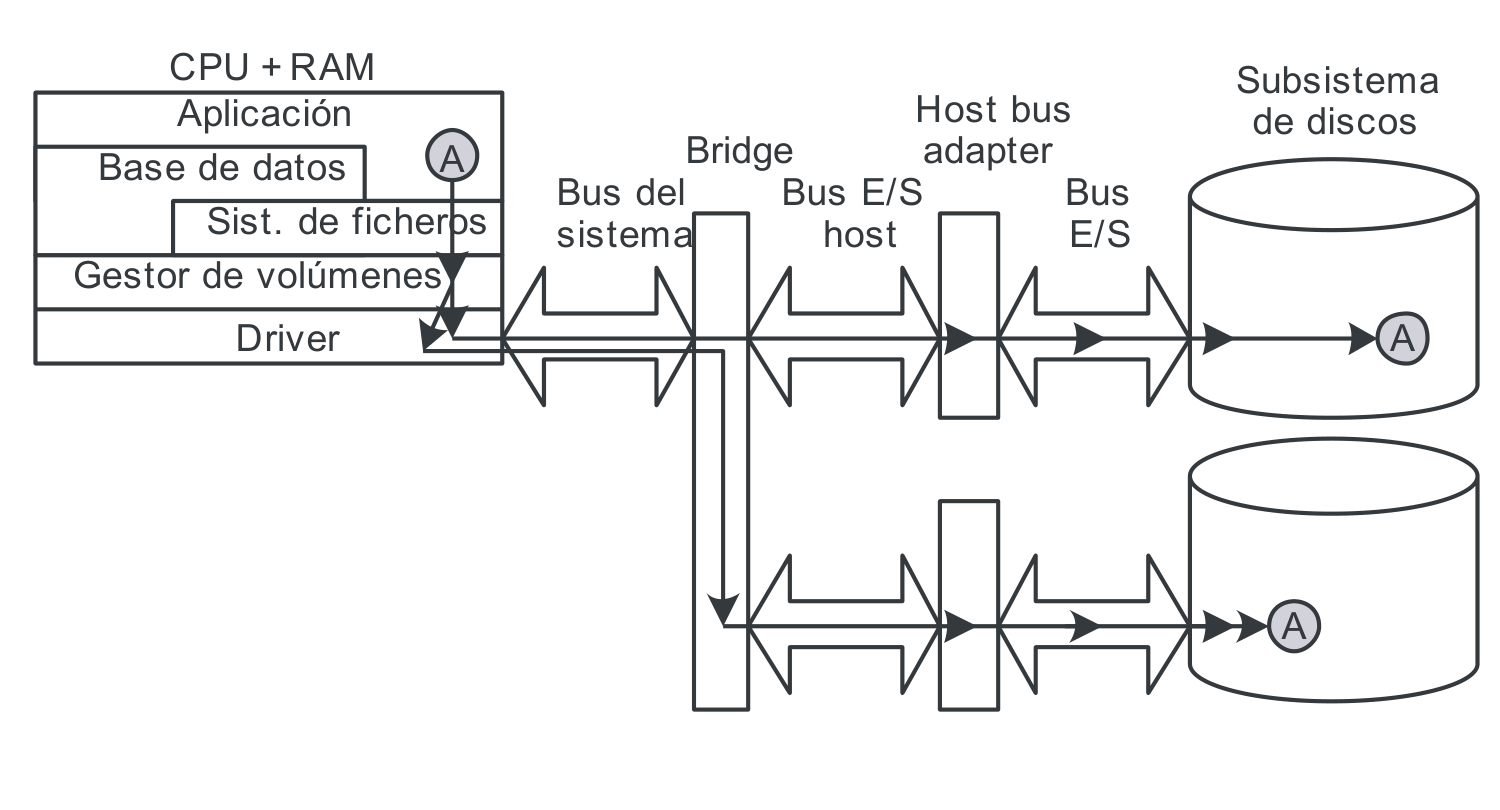 CPU + RAM
Aplicación
A
Base de datos
Sist. de ficheros
Gestor de volúmenes
Driver
Bus del
sistema
Bridge
Bus E/S
host
Host bus
adapter
Bus
E/S
Subsistema
de discos
A
A